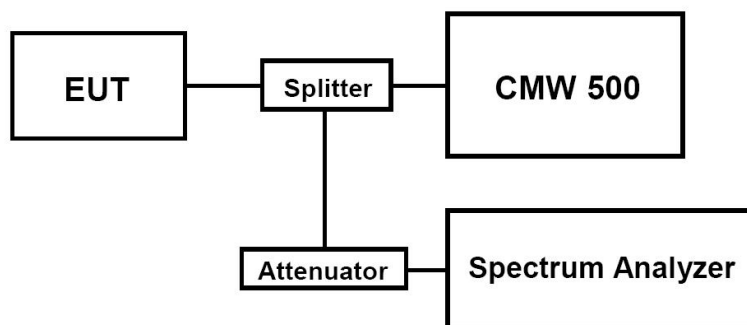 EUT
Splitter
CMW 500
Attenuator
Spectrum Analyzer